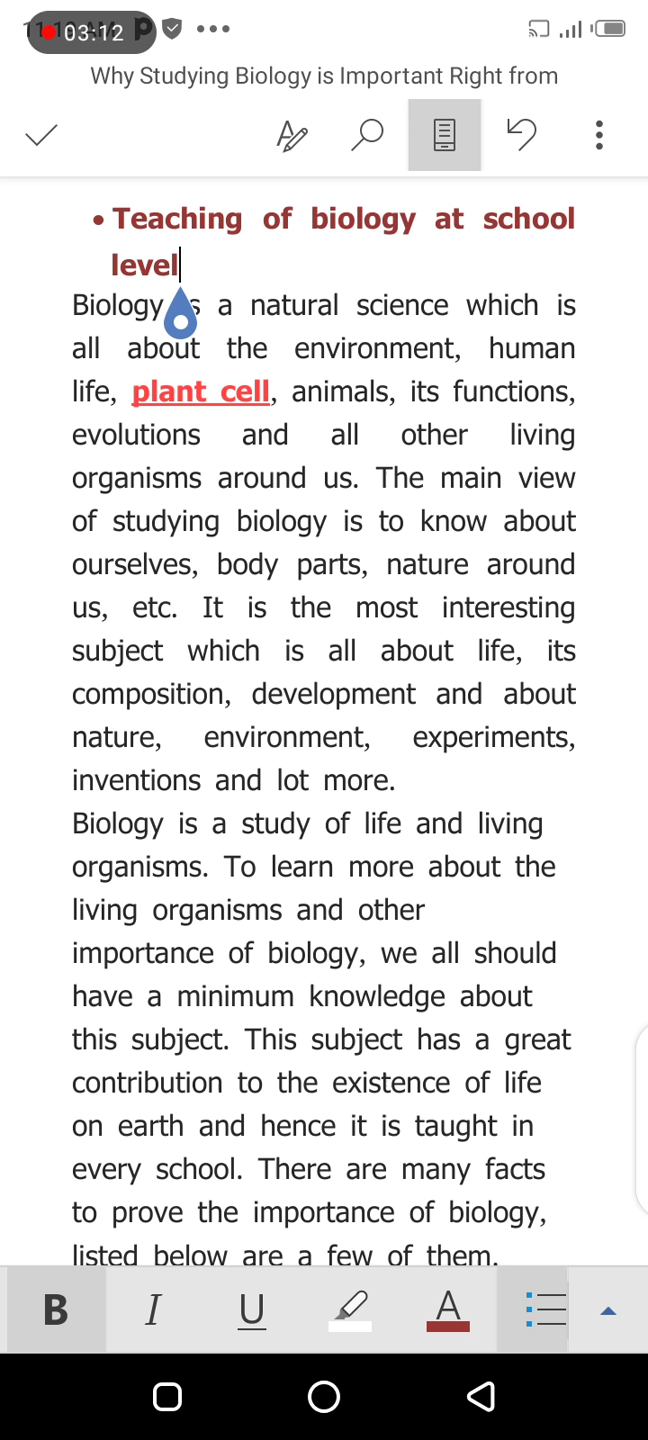 03:12
Why Studying Biology is Important Right from
• Teaching of biology at school
level
Biology is a natural science which is
all about the environment, human
life, plant cell, animals, its functions,
evolutions and all other living
organisms around us. The main view
of studying biology is to know about
ourselves, body parts, nature around
us, etc. It is the most interesting
subject which is all about life, its
composition, development and about
nature, environment, experiments,
inventions and lot more.
Biology is a study of life and living
organisms. To learn more about the
living organisms and other
importance of biology, we all should
have a minimum knowledge about
this subject. This subject has a great
contribution to the existence of life
on earth and hence it is taught in
every school. There are many facts
to prove the importance of biology,
listed below are a few of them.
B I U A